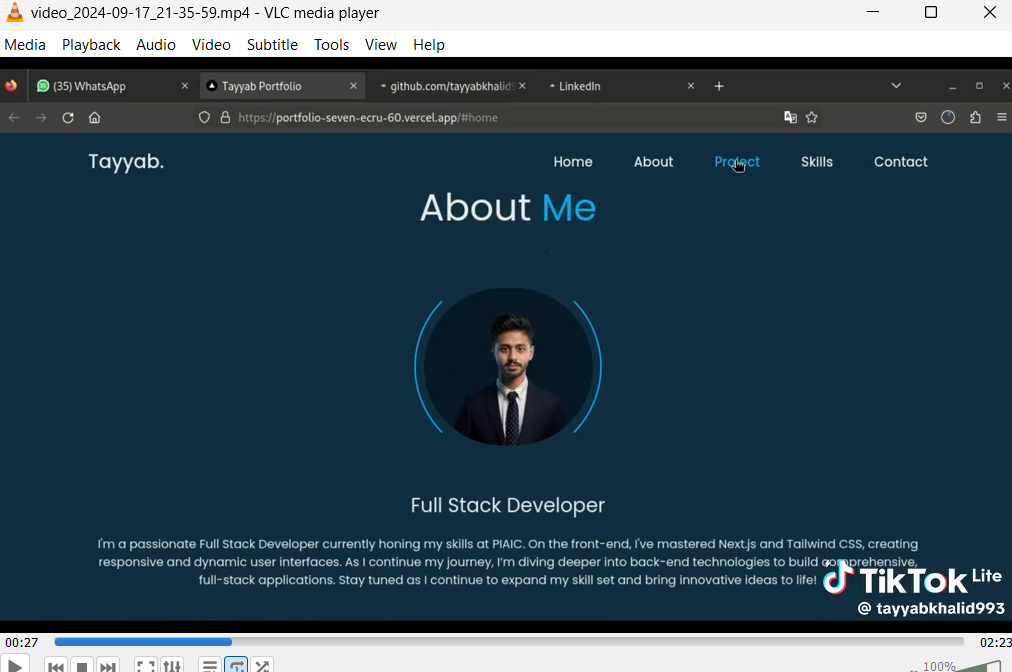 video_2024-09-17_21-35-59.mp4 - VLC media player
Media Playback Audio Video Subtitle Tools View Help
(35) WhatsApp Tayyab Portfolio github.com/tayyabkhalid9 LinkedIn
https://portfolio-seven-ecru-60.vercel.app/#home
Tayyab. Home About Project Skills Contact
About Me
Full Stack Developer
I'm a passionate Full Stack Developer currently honing my skills at PIAIC. On the front-end, I've mastered Next.js and Tailwind CSS, creating
responsive and dynamic user interfaces. As I continue my journey, I'm diving deeper into back-end technologies to build comprehensive,
full-stack applications. Stay tuned as I continue to expand my skill set and bring innovative ideas to life!
TikTok Lite
@ tayyabkhalid993
00:27 02:23
100%